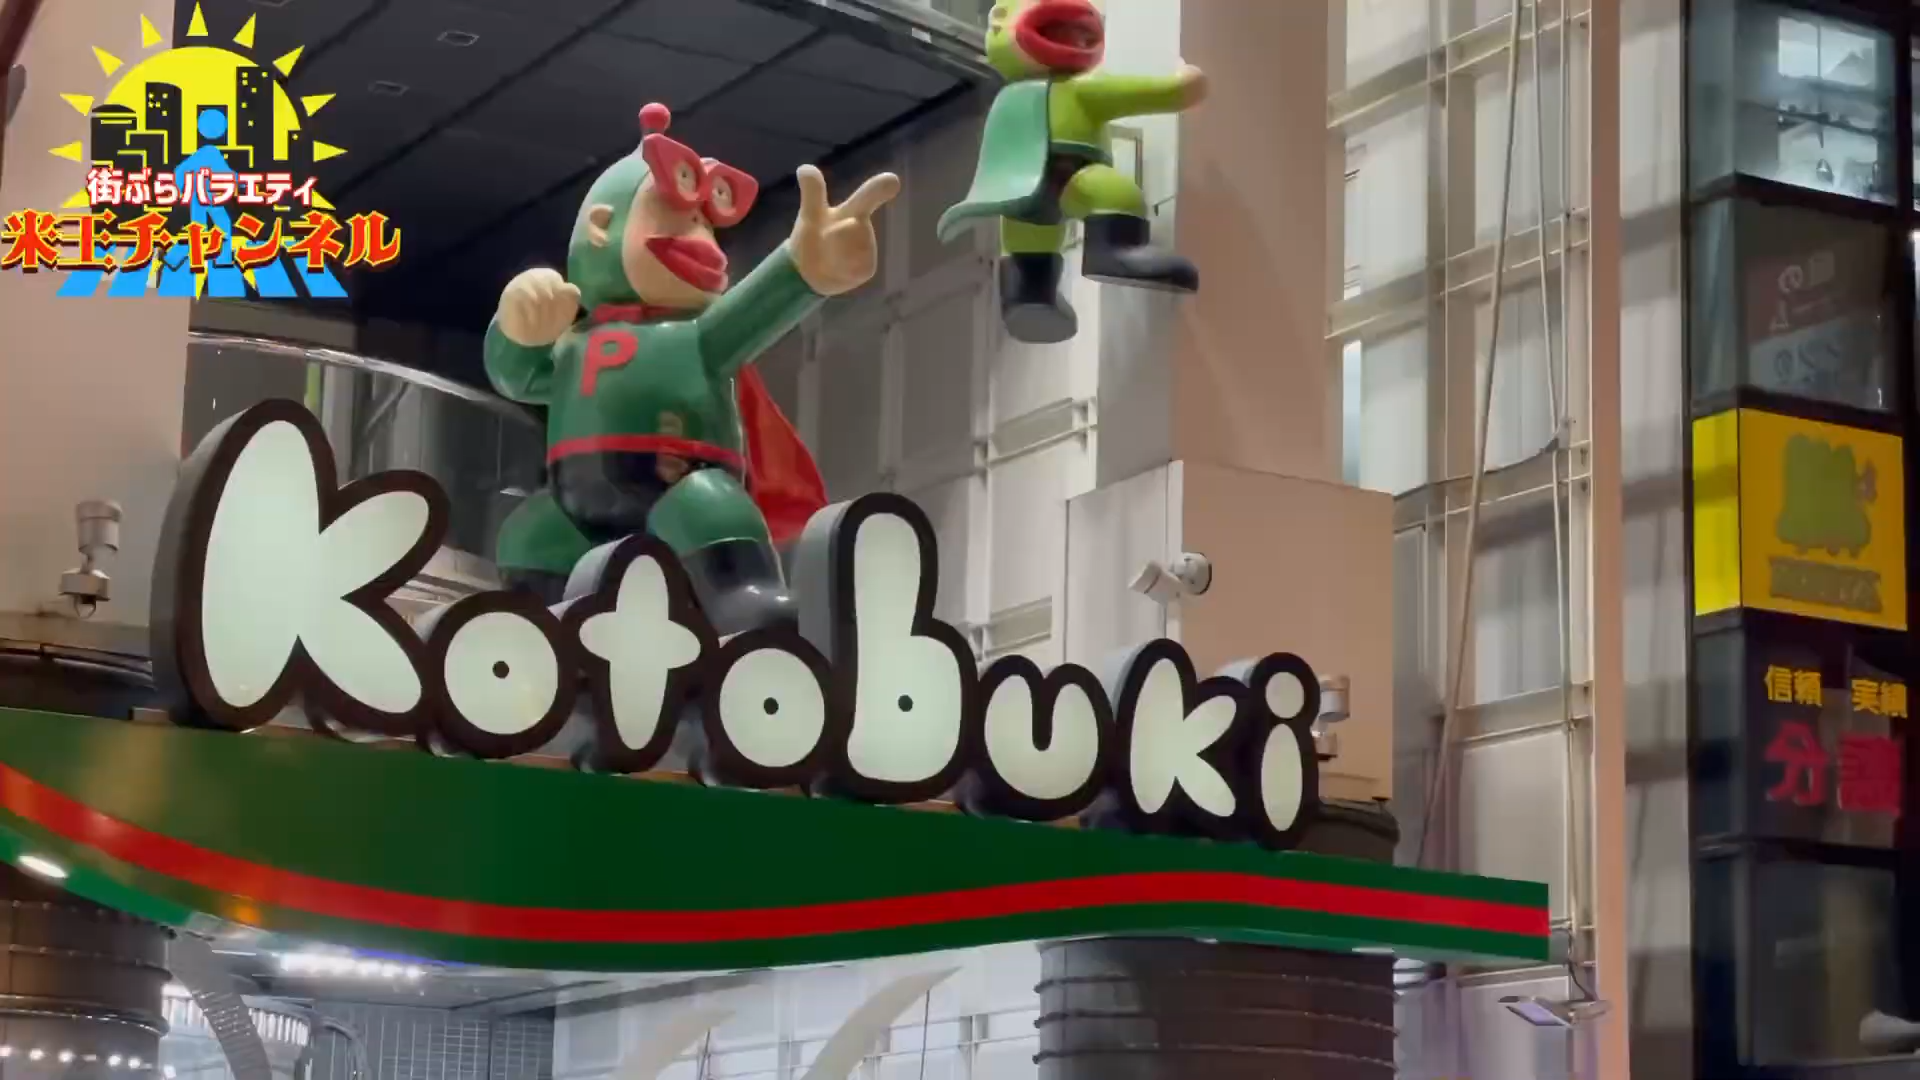 街ぶらバラエティ
米王チャンネル
P
Kotobuki
信頼 実績
分譲